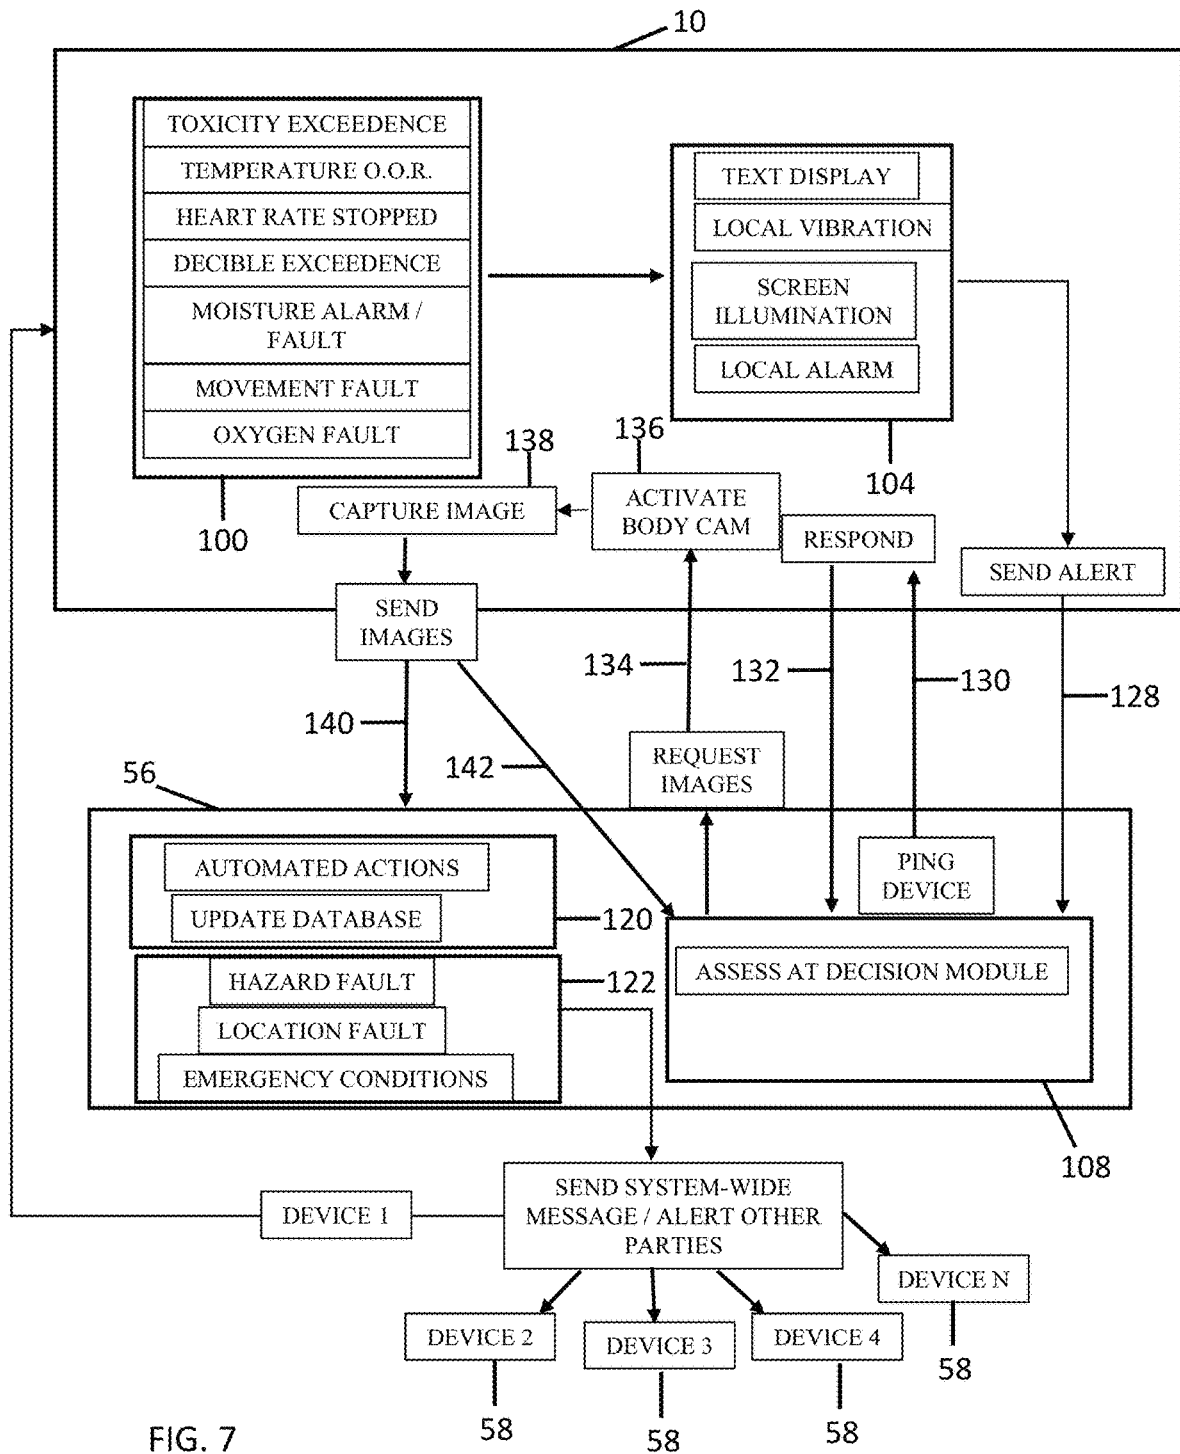 10
TOXICITY EXCEEDENCE
TEMPERATURE O.O.R.
HEART RATE STOPPED
DECIBLE EXCEEDENCE
MOISTURE ALARM /
FAULT
MOVEMENT FAULT
OXYGEN FAULT
100
TEXT DISPLAY
LOCAL VIBRATION
SCREEN
ILLUMINATION
LOCAL ALARM
104
138
136
CAPTURE IMAGE
ACTIVATE
BODY CAM
RESPOND
SEND ALERT
SEND
IMAGES
134
132
130
128
140
142
REQUEST
IMAGES
56
AUTOMATED ACTIONS
UPDATE DATABASE
120
PING
DEVICE
HAZARD FAULT
122
LOCATION FAULT
EMERGENCY CONDITIONS
ASSESS AT DECISION MODULE
108
SEND SYSTEM-WIDE
MESSAGE / ALERT OTHER
PARTIES
DEVICE 1
DEVICE 2
DEVICE 3
DEVICE 4
DEVICE N
58
58
58
58
FIG. 7